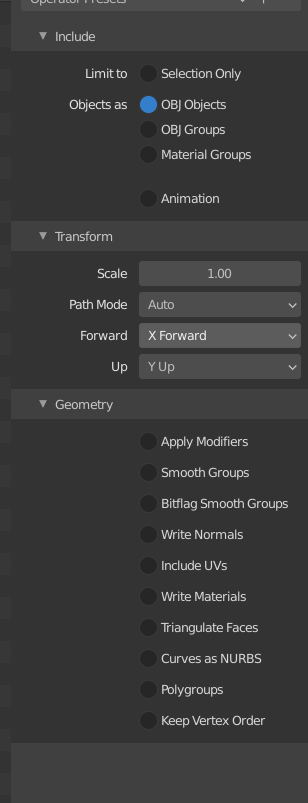 Operator Presets
Include
Limit to Selection Only
Objects as OBJ Objects
OBJ Groups
Material Groups
Animation
Transform
Scale 1.00
Path Mode Auto
Forward X Forward
Up Y Up
Geometry
Apply Modifiers
Smooth Groups
Bitflag Smooth Groups
Write Normals
Include UVs
Write Materials
Triangulate Faces
Curves as NURBS
Polygroups
Keep Vertex Order